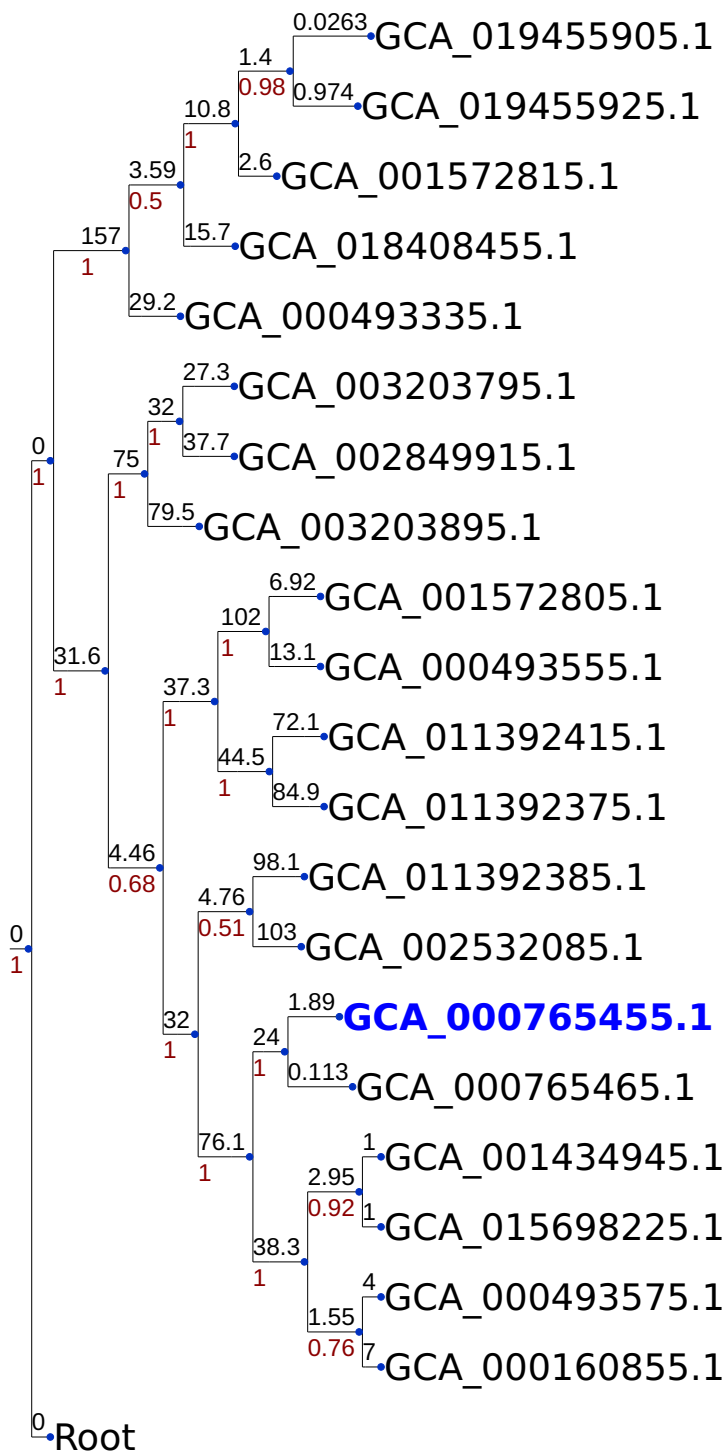 0.0263
GCA_019455905.1
1.4
0.98
0.974
GCA_019455925.1
10.8
1
2.6
GCA_001572815.1
3.59
0.5
15.7
GCA_018408455.1
157
1
29.2
GCA_000493335.1
27.3
GCA_003203795.1
32
1
37.7
GCA_002849915.1
0
1
75
1
79.5
GCA_003203895.1
6.92
GCA_001572805.1
102
1
13.1
GCA_000493555.1
31.6
1
37.3
1
72.1
GCA_011392415.1
44.5
1
84.9
GCA_011392375.1
4.46
0.68
98.1
GCA_011392385.1
4.76
0.51
103
GCA_002532085.1
0
1
1.89
GCA_000765455.1
32
1
24
1
0.113
GCA_000765465.1
76.1
1
1
GCA_001434945.1
2.95
0.92
1
GCA_015698225.1
38.3
1
4
GCA_000493575.1
1.55
0.76
7
GCA_000160855.1
0
Root